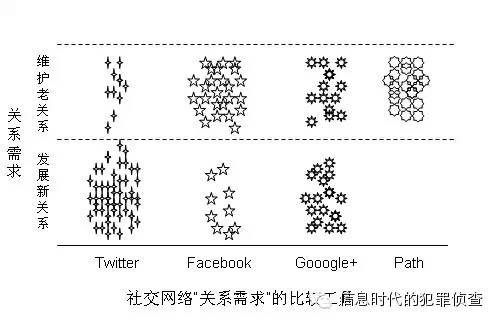 维护老关系
关系需求
发展新关系
Twitter Facebook Gooogle+ Path
社交网络“关系需求”的比较工具
信息时代的犯罪侦查